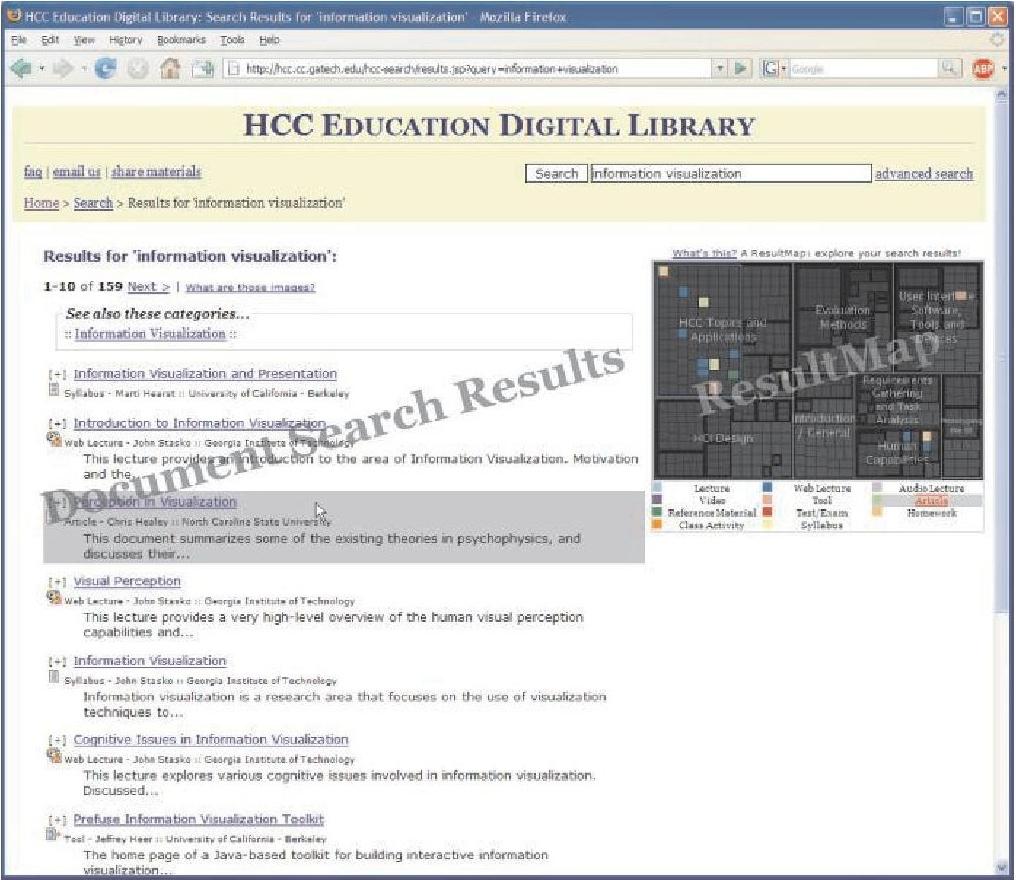 HCC Education Digital Library: Search Results for 'information visualization' - Mozilla Firefox
File Edit View History Bookmarks Tools Help
http://hcc.cc.gatech.edu/hcc-search/results.jsp?query=information+visualization
G Google ABP
HCC EDUCATION DIGITAL LIBRARY
faq | email us | share materials
Search information visualization advanced search
Home > Search > Results for 'information visualization'
Results for 'information visualization':
1-10 of 159 Next > | What are those images?
See also these categories...
:: Information Visualization ::
[+] Information Visualization and Presentation
Syllabus - Marti Hearst :: University of California - Berkeley
[+] Introduction to Information Visualization
Web Lecture - John Stasko :: Georgia Institute of Technology
This lecture provides an introduction to the area of Information Visualization. Motivation
and the...
[+] Perception in Visualization
Article - Chris Healey :: North Carolina State University
This document summarizes some of the existing theories in psychophysics, and
discusses their...
[+] Visual Perception
Web Lecture - John Stasko :: Georgia Institute of Technology
This lecture provides a very high-level overview of the human visual perception
capabilities and...
[+] Information Visualization
Syllabus - John Stasko :: Georgia Institute of Technology
Information visualization is a research area that focuses on the use of visualization
techniques to...
[+] Cognitive Issues in Information Visualization
Web Lecture - John Stasko :: Georgia Institute of Technology
This lecture explores various cognitive issues involved in information visualization.
Discussed...
[+] Prefuse Information Visualization Toolkit
Tool - Jeffrey Heer :: University of California - Berkeley
The home page of a Java-based toolkit for building interactive information
visualization...
Document Search Results
What's this? A ResultMap: explore your search results!
HCC Topics and
Applications
Evaluation
Methods
User Interface
Software,
Tools and
Devices
Requirements
Gathering
and Task
Analysis
HCI Design
Introduction
/ General
Human
Capabilities
ResultMap
Lecture Web Lecture Audio Lecture
Video Tool Article
Reference Material Test/Exam Homework
Class Activity Syllabus